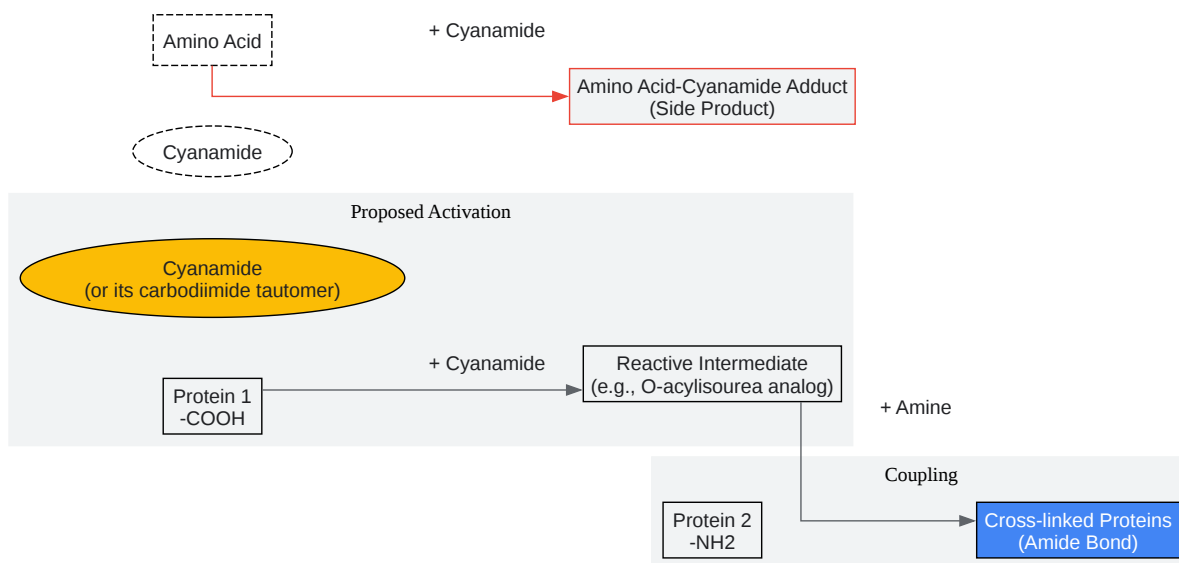 + Cyanamide
Amino Acid
Amino Acid-Cyanamide Adduct
(Side Product)
Cyanamide
Proposed Activation
Cyanamide
(or its carbodiimide tautomer)
+ Cyanamide
Reactive Intermediate
(e.g., O-acylisourea analog)
Protein 1
-COOH
+ Amine
Coupling
Protein 2
-NH2
Cross-linked Proteins
(Amide Bond)